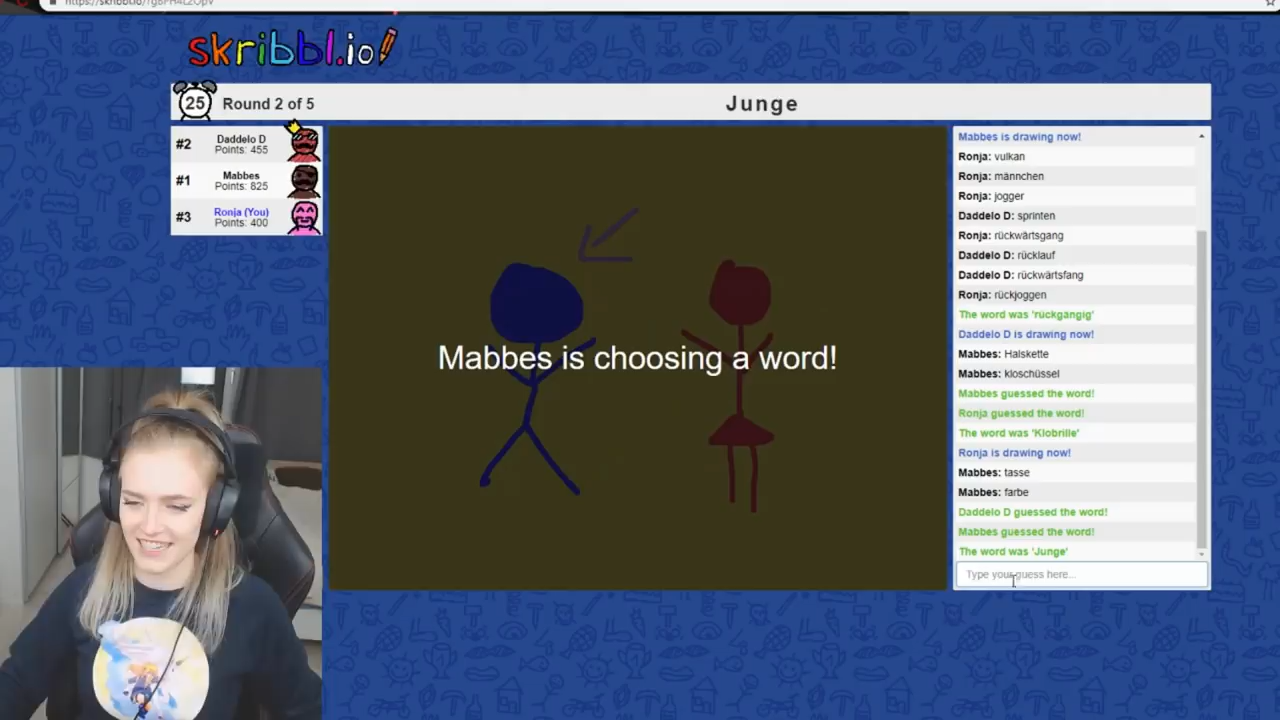 https://skribbl.io/
skribbl.io
25
Round 2 of 5
Junge
#2
Daddelo D
Points: 455
#1
Mabbes
Points: 825
#3
Ronja (You)
Points: 400
Mabbes is choosing a word!
Mabbes is drawing now!
Ronja: vulkan
Ronja: männchen
Ronja: jogger
Daddelo D: sprinten
Ronja: rückwärtsgang
Daddelo D: rücklauf
Daddelo D: rückwärtsfang
Ronja: rückjoggen
The word was 'rückgängig'
Daddelo D is drawing now!
Mabbes: Halskette
Mabbes: kloschüssel
Mabbes guessed the word!
Ronja guessed the word!
The word was 'Klobrille'
Ronja is drawing now!
Mabbes: tasse
Mabbes: farbe
Daddelo D guessed the word!
Mabbes guessed the word!
The word was 'Junge'
Type your guess here...